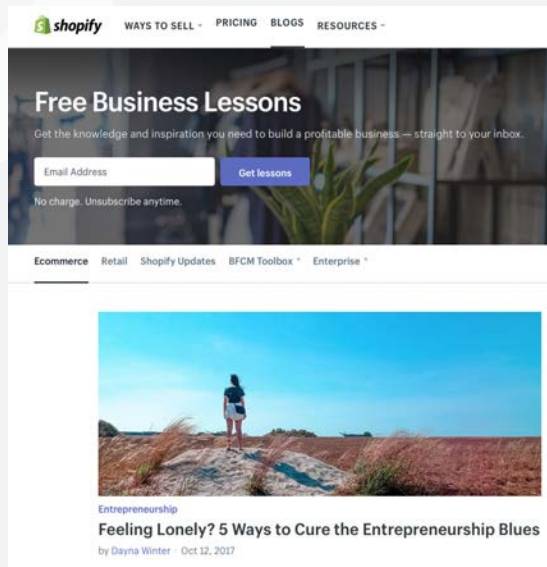 shopify WAYS TO SELL PRICING BLOGS RESOURCES
Free Business Lessons
Get the knowledge and inspiration you need to build a profitable business — straight to your inbox.
Email Address Get lessons
No charge. Unsubscribe anytime.
Ecommerce Retail Shopify Updates BFCM Toolbox Enterprise
Entrepreneurship
Feeling Lonely? 5 Ways to Cure the Entrepreneurship Blues
by Dayna Winter · Oct 12, 2017